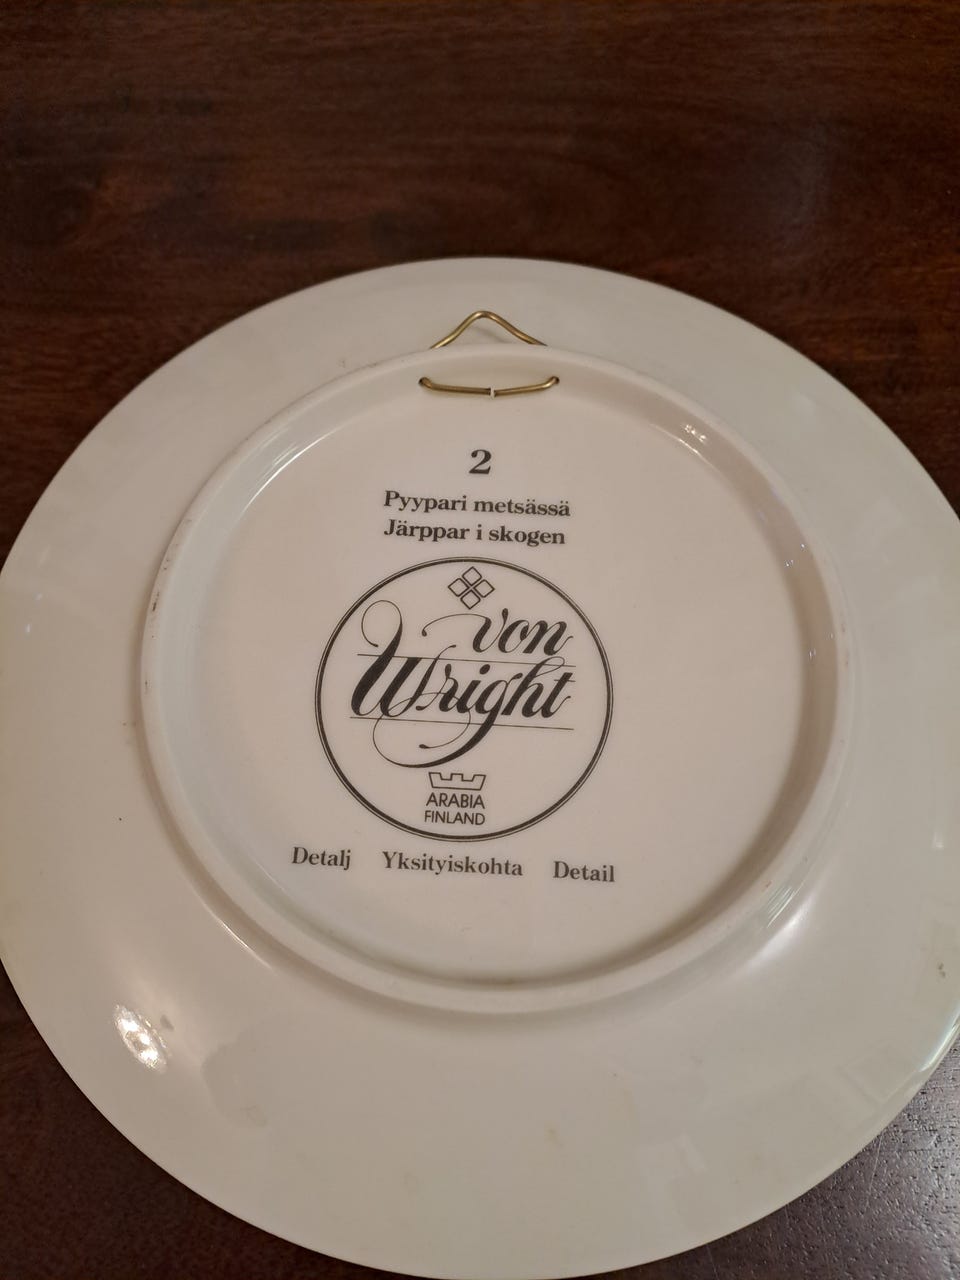 2
Pyypari metsässä
Järppar i skogen
von
Wright
ARABIA
FINLAND
Detalj Yksityiskohta Detail